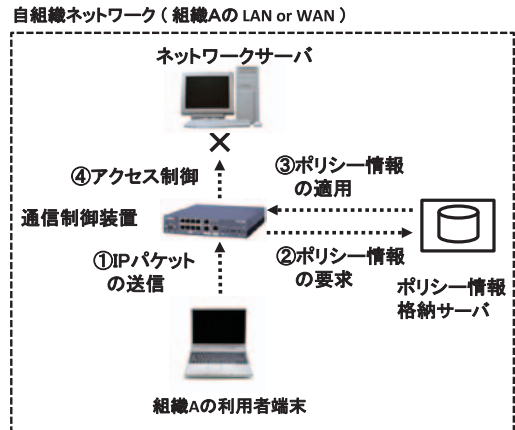 自組織ネットワーク ( 組織Aの LAN or WAN )
ネットワークサーバ
×
④アクセス制御
③ポリシー情報
の適用
通信制御装置
①IPパケット
の送信
②ポリシー情報
の要求
ポリシー情報
格納サーバ
組織Aの利用者端末